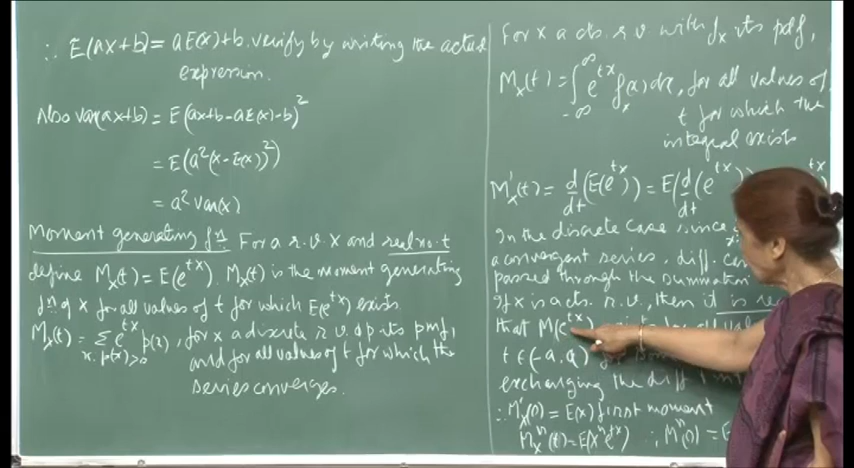 ∴ E(ax+b) = aE(x)+b. verify by writing the actual
expression.
Also var(ax+b) = E(ax+b-aE(x)-b)²
= E(a²(x-E(x))²)
= a² var(x)
Moment generating fn: For a r.v. X and real no. t
define Mₓ(t) = E(e^{tx}). Mₓ(t) is the moment generating
fn of X for all values of t for which E(e^{tx}) exists.
Mₓ(t) = Σ e^{tx} p(x), for x a discrete r.v. & p its pmf,
x: p(x)>0
and for all values of t for which the
series converges.
For X a cts. r.v. with fₓ its pdf,
Mₓ(t) = ∫_{-∞}^{∞} e^{tx} fₓ(x) dx, for all values of
t for which the
integral exists
M'ₓ(t) = d/dt (E(e^{tx})) = E(d/dt (e^{tx}))
In the discrete case since
a convergent series, diff. can
passed through the summation
If X is a cts. r.v., then it is
that M(e^{tx})
t ∈ (-a, a) for
exchanging the diff
∴ M'ₓ(0) = E(x) first moment
Mₓⁿ(t) = E(xⁿe^{tx}) ∴ Mⁿ(0) = E